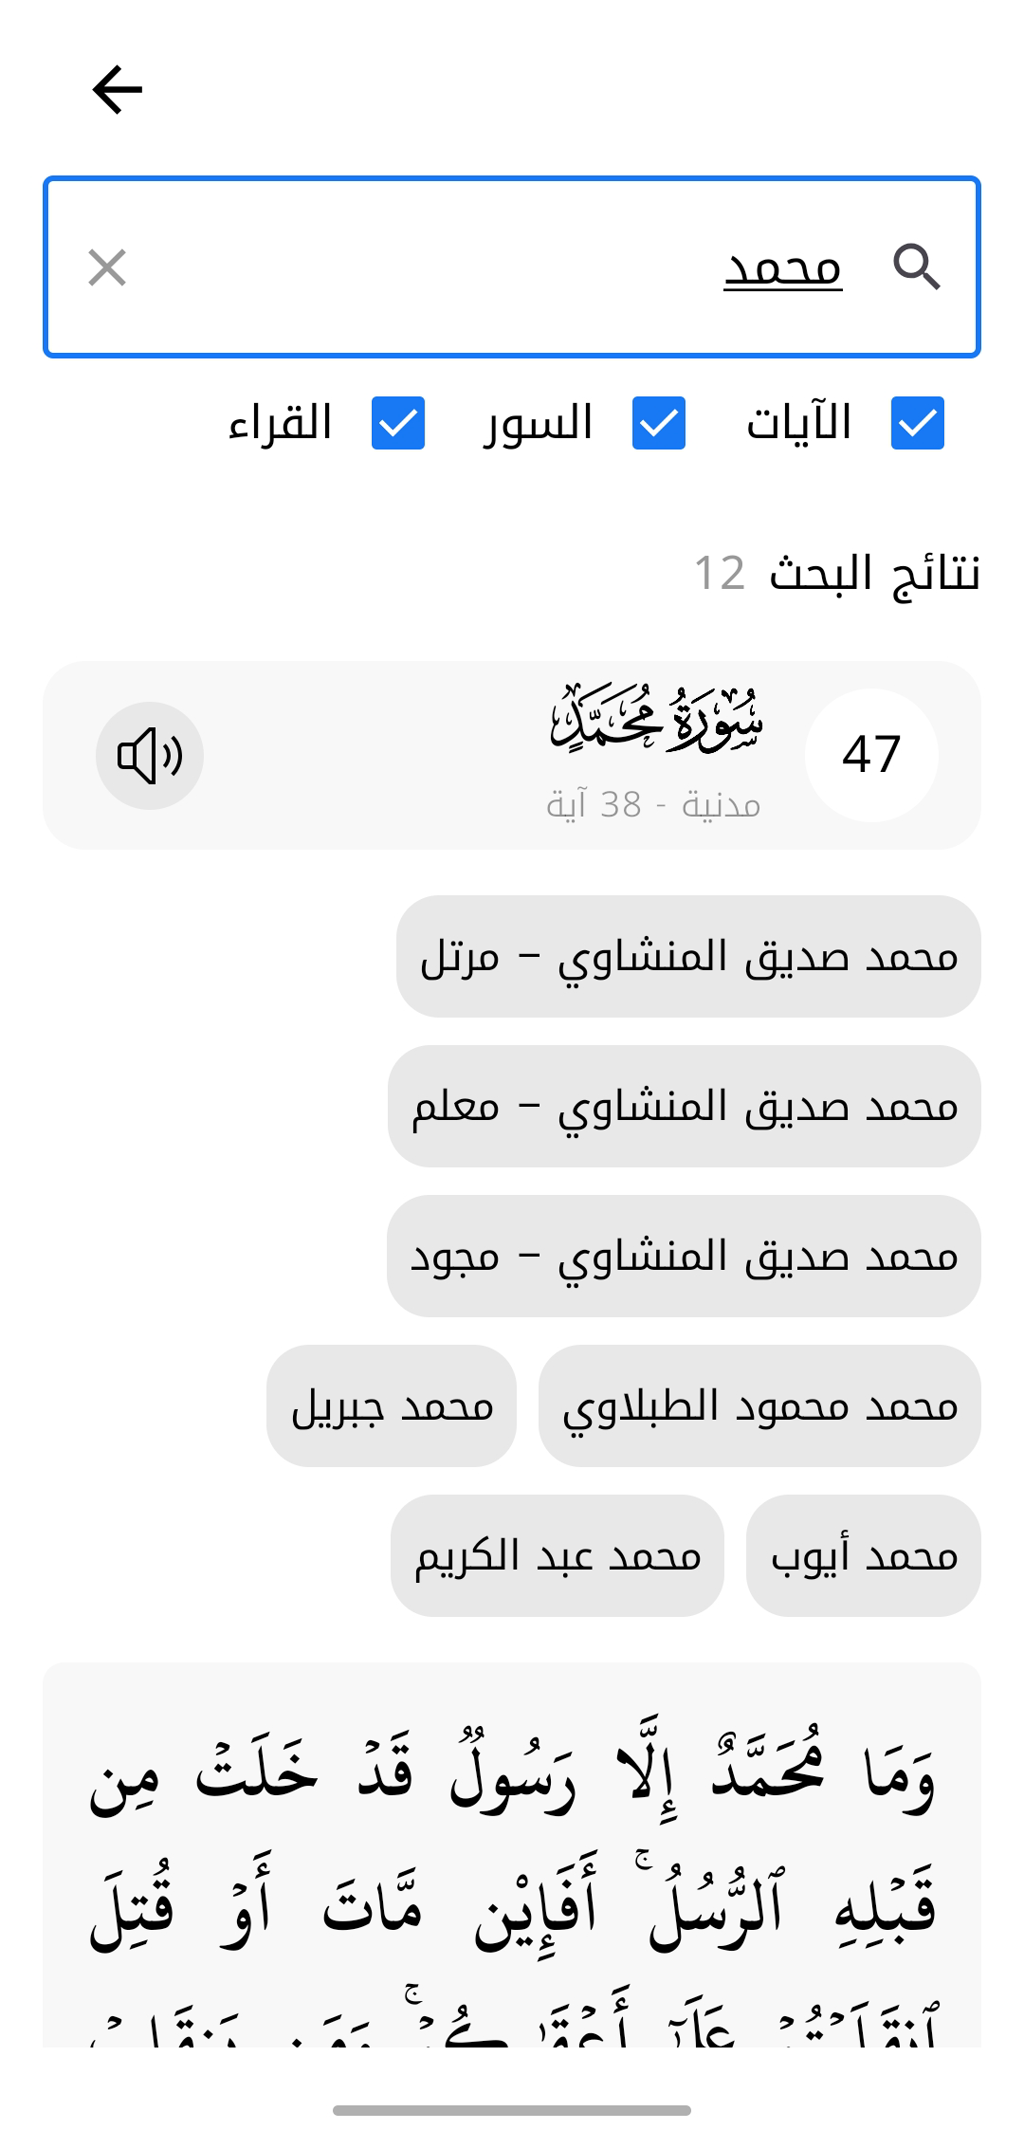 محمد
الآيات السور القراء
نتائج البحث 12
47
سُورَةُ مُحَمَّدٍ
مدنية - 38 آية
محمد صديق المنشاوي – مرتل
محمد صديق المنشاوي – معلم
محمد صديق المنشاوي – مجود
محمد محمود الطبلاوي محمد جبريل
محمد أيوب محمد عبد الكريم
وَمَا مُحَمَّدٌ إِلَّا رَسُولٌ قَدْ خَلَتْ مِن
قَبْلِهِ ٱلرُّسُلُ ۚ أَفَإِيْن مَّاتَ أَوْ قُتِلَ